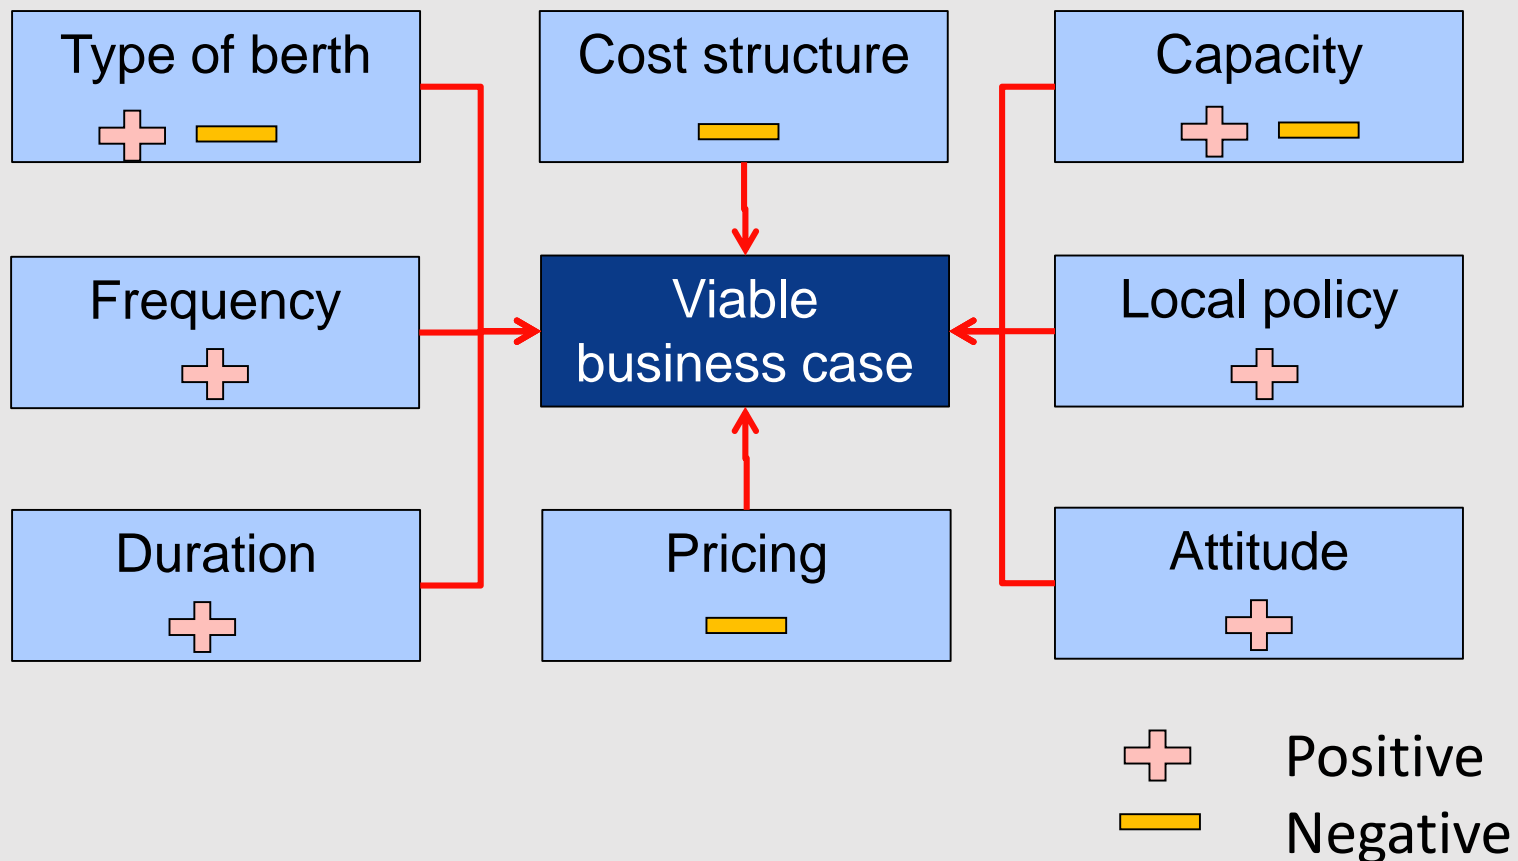 Type of berth
Cost structure
Capacity
Frequency
Viable
business case
Local policy
Duration
Pricing
Attitude
Positive
Negative